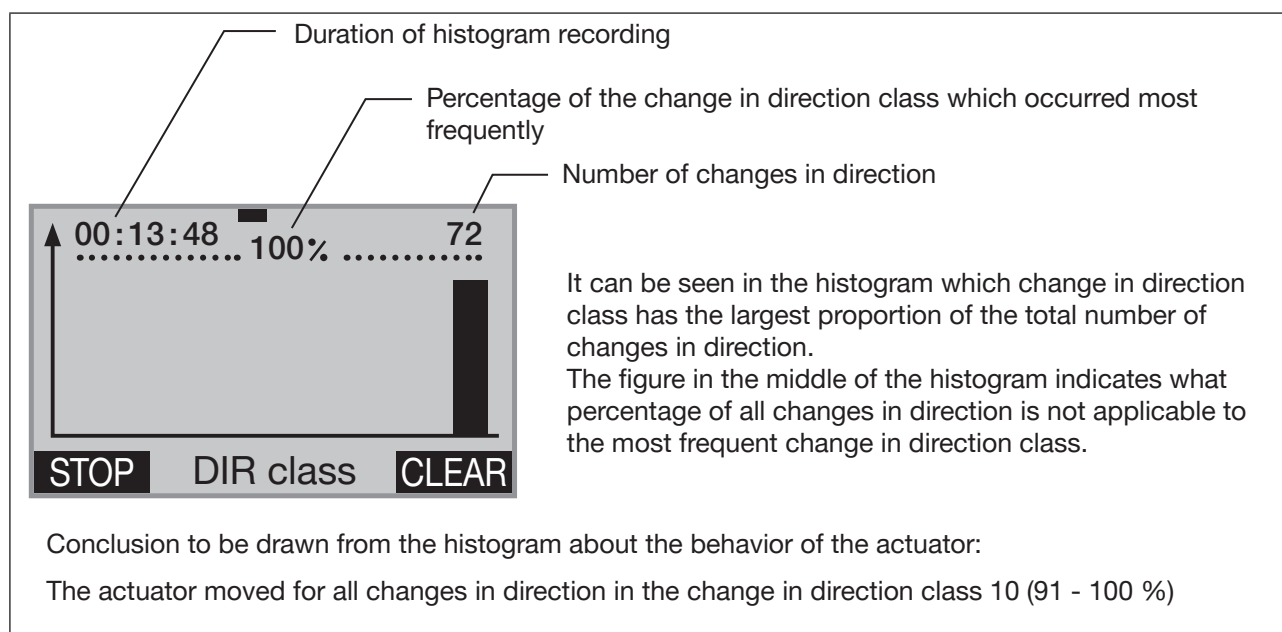 Duration of histogram recording
Percentage of the change in direction class which occurred most
frequently
Number of changes in direction
00:13:48
100%
72
It can be seen in the histogram which change in direction
class has the largest proportion of the total number of
changes in direction.
The figure in the middle of the histogram indicates what
percentage of all changes in direction is not applicable to
the most frequent change in direction class.
STOP DIR class CLEAR
Conclusion to be drawn from the histogram about the behavior of the actuator:
The actuator moved for all changes in direction in the change in direction class 10 (91 - 100 %)